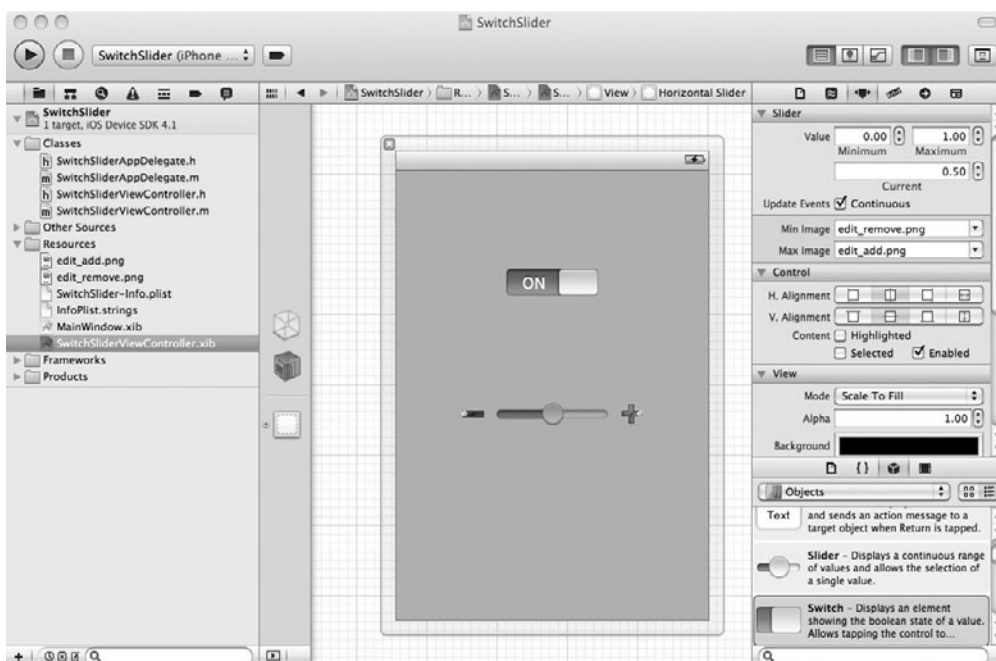 SwitchSlider
SwitchSlider (iPhone ...
SwitchSlider
R...
S...
S...
View
Horizontal Slider
SwitchSlider
1 target, iOS Device SDK 4.1
Classes
SwitchSliderAppDelegate.h
SwitchSliderAppDelegate.m
SwitchSliderViewController.h
SwitchSliderViewController.m
Other Sources
Resources
edit_add.png
edit_remove.png
SwitchSlider-Info.plist
InfoPlist.strings
MainWindow.xib
SwitchSliderViewController.xib
Frameworks
Products
ON
Slider
Value 0.00 1.00
Minimum Maximum
0.50
Current
Update Events Continuous
Min Image edit_remove.png
Max Image edit_add.png
Control
H. Alignment
V. Alignment
Content Highlighted
Selected Enabled
View
Mode Scale To Fill
Alpha 1.00
Background
Objects
Text
and sends an action message to a
target object when Return is tapped.
Slider – Displays a continuous range
of values and allows the selection of
a single value.
Switch – Displays an element
showing the boolean state of a value.
Allows tapping the control to...